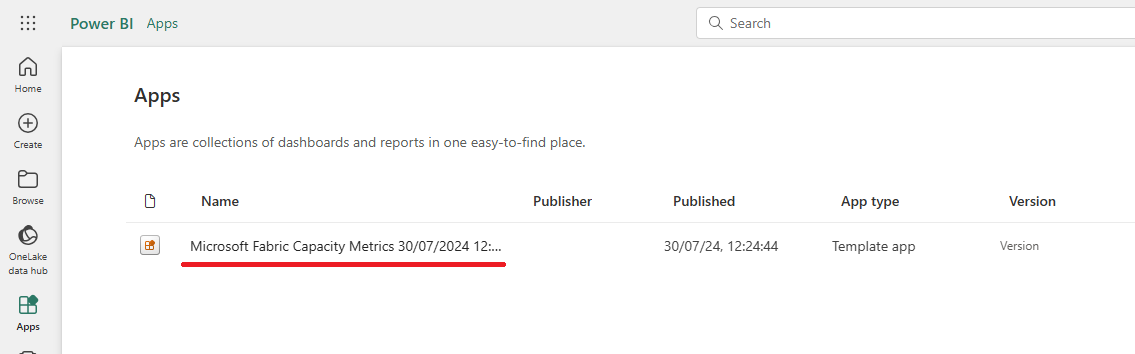 Power BI Apps
Search
Home
Create
Browse
OneLake
data hub
Apps
Apps
Apps are collections of dashboards and reports in one easy-to-find place.
Name Publisher Published App type Version
Microsoft Fabric Capacity Metrics 30/07/2024 12:... 30/07/24, 12:24:44 Template app Version